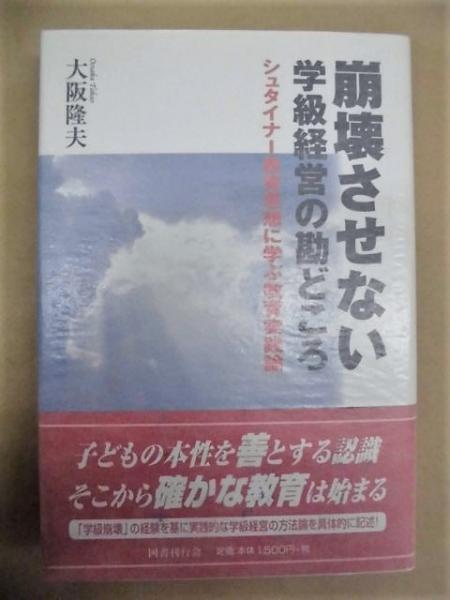 崩壊させない
学級経営の勘どころ
シュタイナー教育思想に学ぶ教育実践論
Osaka Takao
大阪隆夫
子どもの本性を善とする認識
そこから確かな教育は始まる
「学級崩壊」の経験を基に実践的な学級経営の方法論を具体的に記述!
国書刊行会 定価:本体1,500円+税